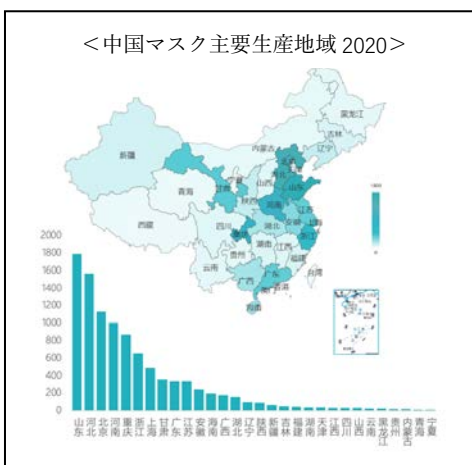 ＜中国マスク主要生産地域 2020＞
黑龙江
吉林
辽宁
内蒙古
新疆
北京
河北
山西
山东
宁夏
青海
甘肃
陕西
河南
江苏
安徽
上海
西藏
四川
重庆
湖北
浙江
湖南
江西
贵州
福建
云南
广西
广东
台湾
香港
澳门
海南
2000
1800
1600
1400
1200
1000
800
600
400
200
0
山东
河北
北京
河南
重庆
浙江
上海
甘肃
广东
江苏
安徽
海南
广西
湖北
辽宁
陕西
新疆
吉林
福建
湖南
江西
四川
山西
云南
黑龙江
贵州
内蒙古
青海
宁夏